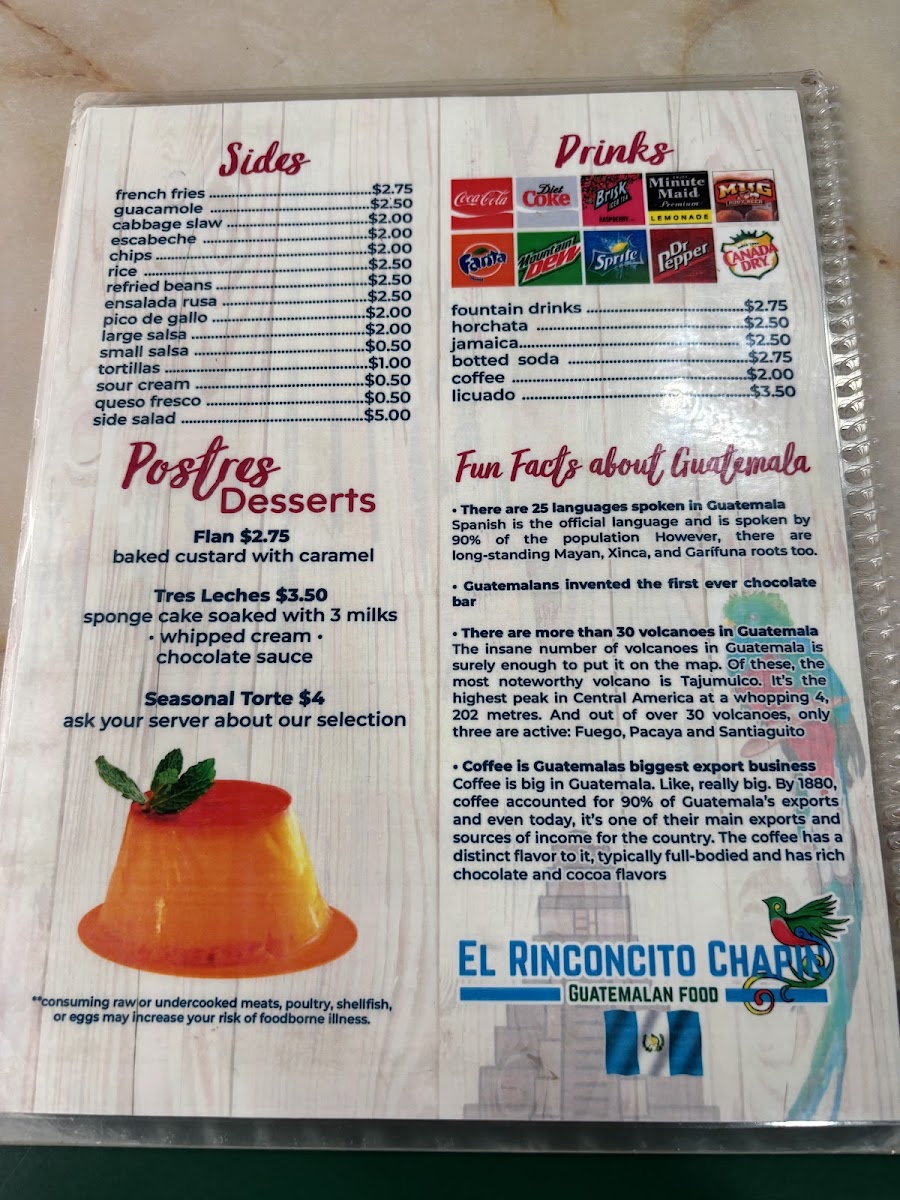 Sides
french fries $2.75
guacamole $2.50
cabbage slaw $2.00
escabeche $2.00
chips $2.00
rice $2.50
refried beans $2.50
ensalada rusa $2.50
pico de gallo $2.00
large salsa $2.00
small salsa $0.50
tortillas $1.00
sour cream $0.50
queso fresco $0.50
side salad $5.00
Postres
Desserts
Flan $2.75
baked custard with caramel
Tres Leches $3.50
sponge cake soaked with 3 milks
• whipped cream •
chocolate sauce
Seasonal Torte $4
ask your server about our selection
**consuming raw or undercooked meats, poultry, shellfish,
or eggs may increase your risk of foodborne illness.
Drinks
Coca-Cola
Diet Coke
Brisk ICED TEA RASPBERRY
Minute Maid Premium LEMONADE
MUG ROOT BEER
Fanta
Mountain Dew
Sprite
Dr Pepper
CANADA DRY
fountain drinks $2.75
horchata $2.50
jamaica $2.50
botted soda $2.75
coffee $2.00
licuado $3.50
Fun Facts about Guatemala
• There are 25 languages spoken in Guatemala
Spanish is the official language and is spoken by
90% of the population However, there are
long-standing Mayan, Xinca, and Garífuna roots too.
• Guatemalans invented the first ever chocolate
bar
• There are more than 30 volcanoes in Guatemala
The insane number of volcanoes in Guatemala is
surely enough to put it on the map. Of these, the
most noteworthy volcano is Tajumulco. It's the
highest peak in Central America at a whopping 4,
202 metres. And out of over 30 volcanoes, only
three are active: Fuego, Pacaya and Santiaguito
• Coffee is Guatemalas biggest export business
Coffee is big in Guatemala. Like, really big. By 1880,
coffee accounted for 90% of Guatemala's exports
and even today, it's one of their main exports and
sources of income for the country. The coffee has a
distinct flavor to it, typically full-bodied and has rich
chocolate and cocoa flavors
EL RINCONCITO CHAPIN
GUATEMALAN FOOD